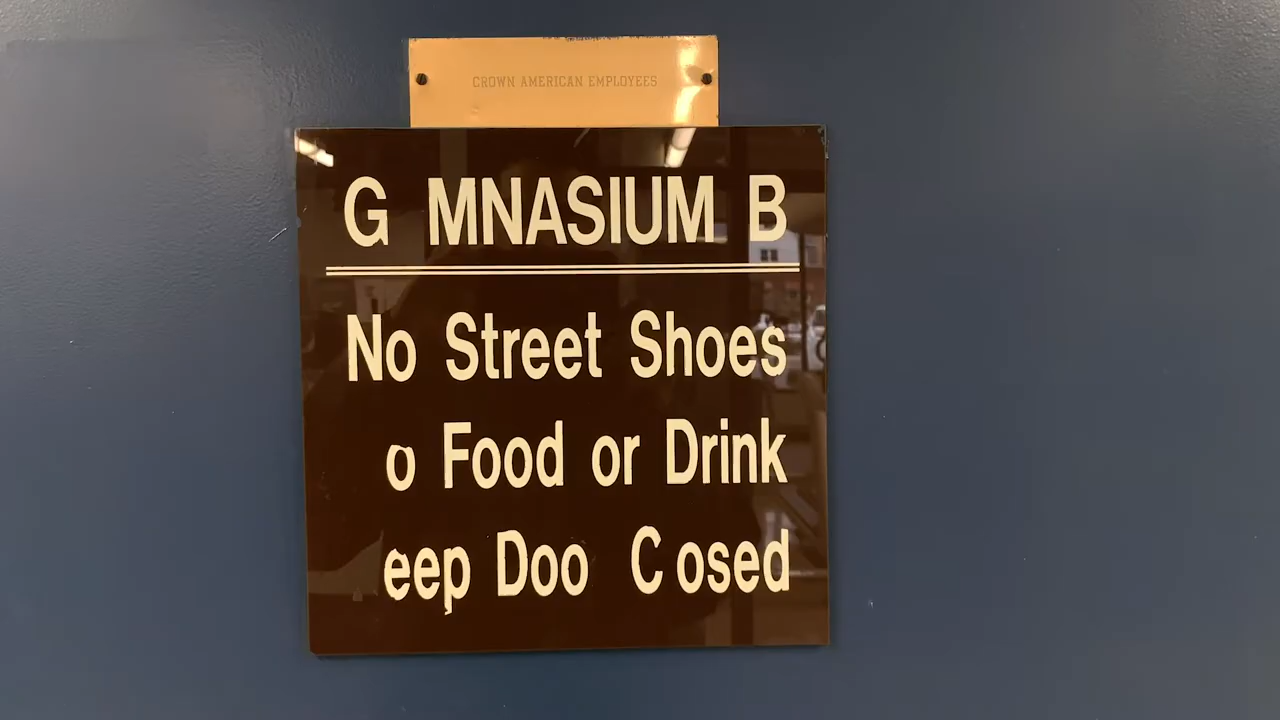 CROWN AMERICAN EMPLOYEES
G MNASIUM B
No Street Shoes
o Food or Drink
eep Doo C osed